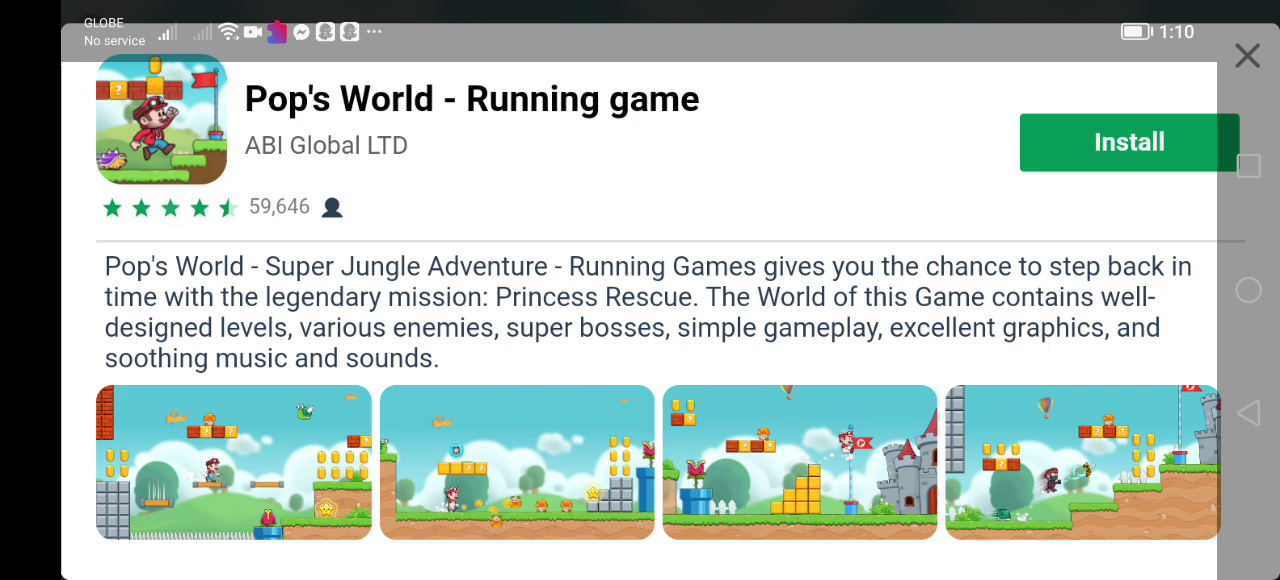 GLOBE
No service
1:10
Pop's World - Running game
ABI Global LTD
Install
59,646
Pop's World - Super Jungle Adventure - Running Games gives you the chance to step back in
time with the legendary mission: Princess Rescue. The World of this Game contains well-
designed levels, various enemies, super bosses, simple gameplay, excellent graphics, and
soothing music and sounds.